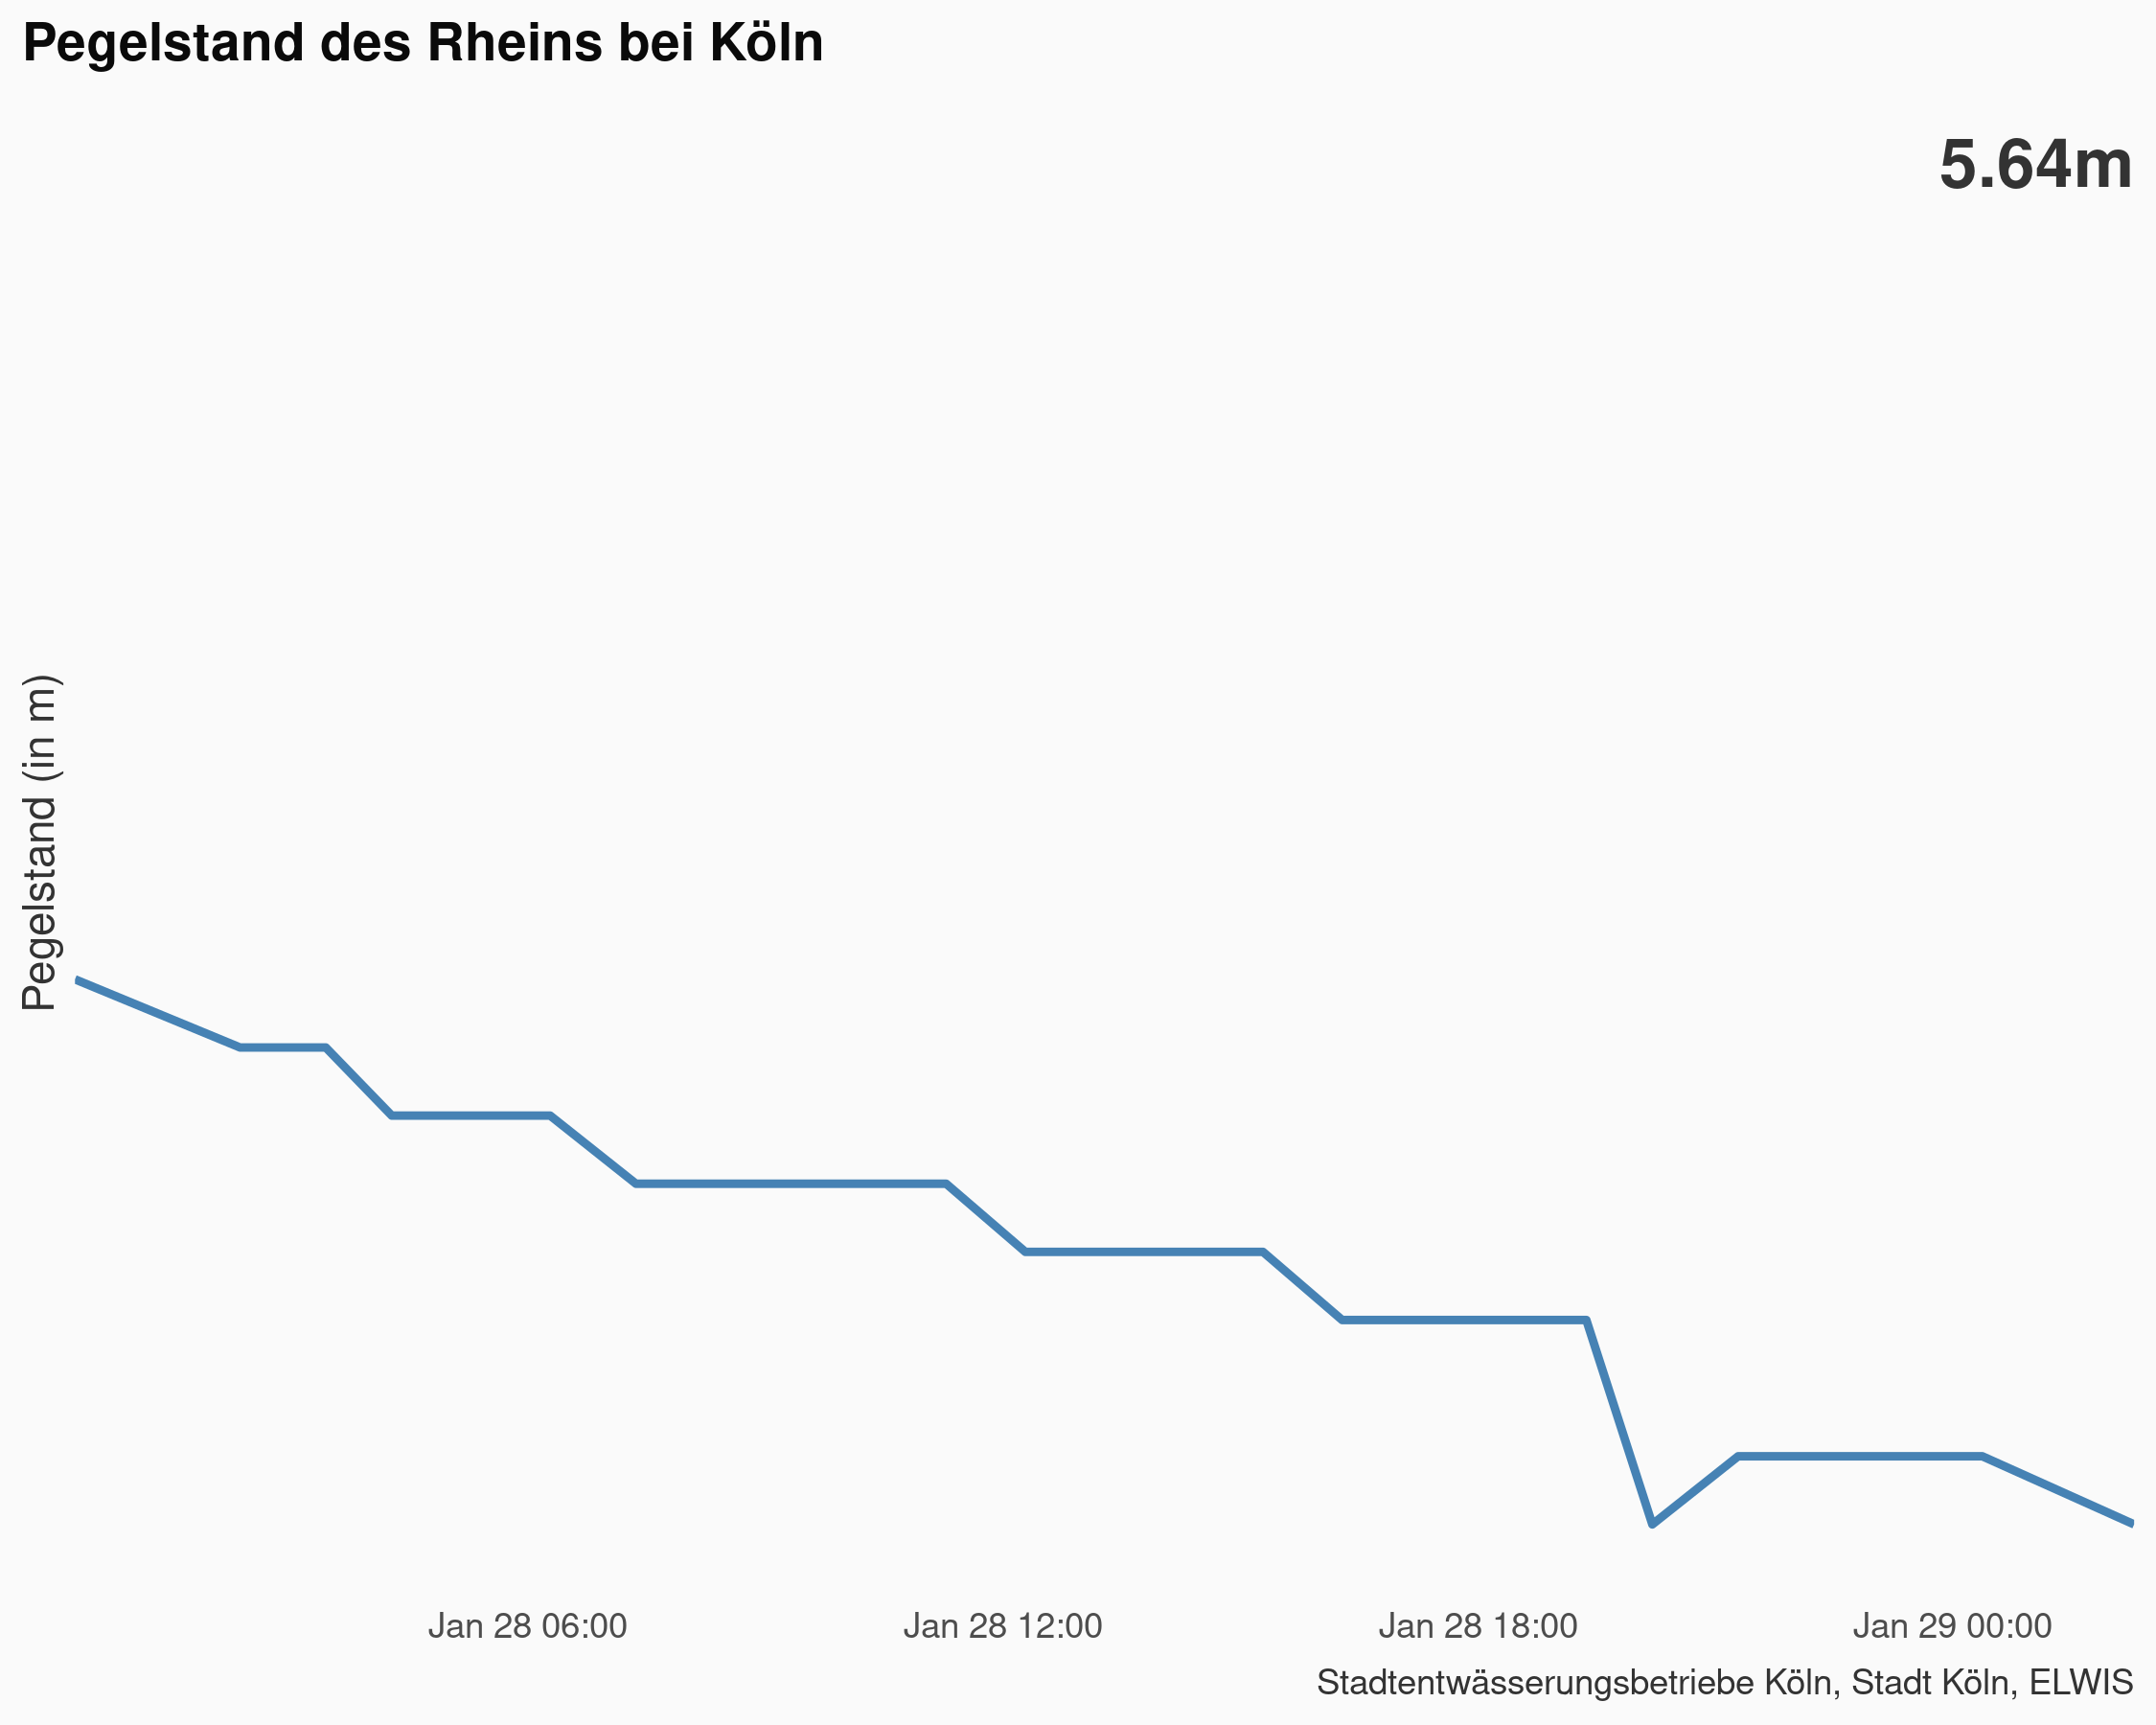 Pegelstand des Rheins bei Köln
5.64m
Pegelstand (in m)
Jan 28 06:00 Jan 28 12:00 Jan 28 18:00 Jan 29 00:00
Stadtentwässerungsbetriebe Köln, Stadt Köln, ELWIS